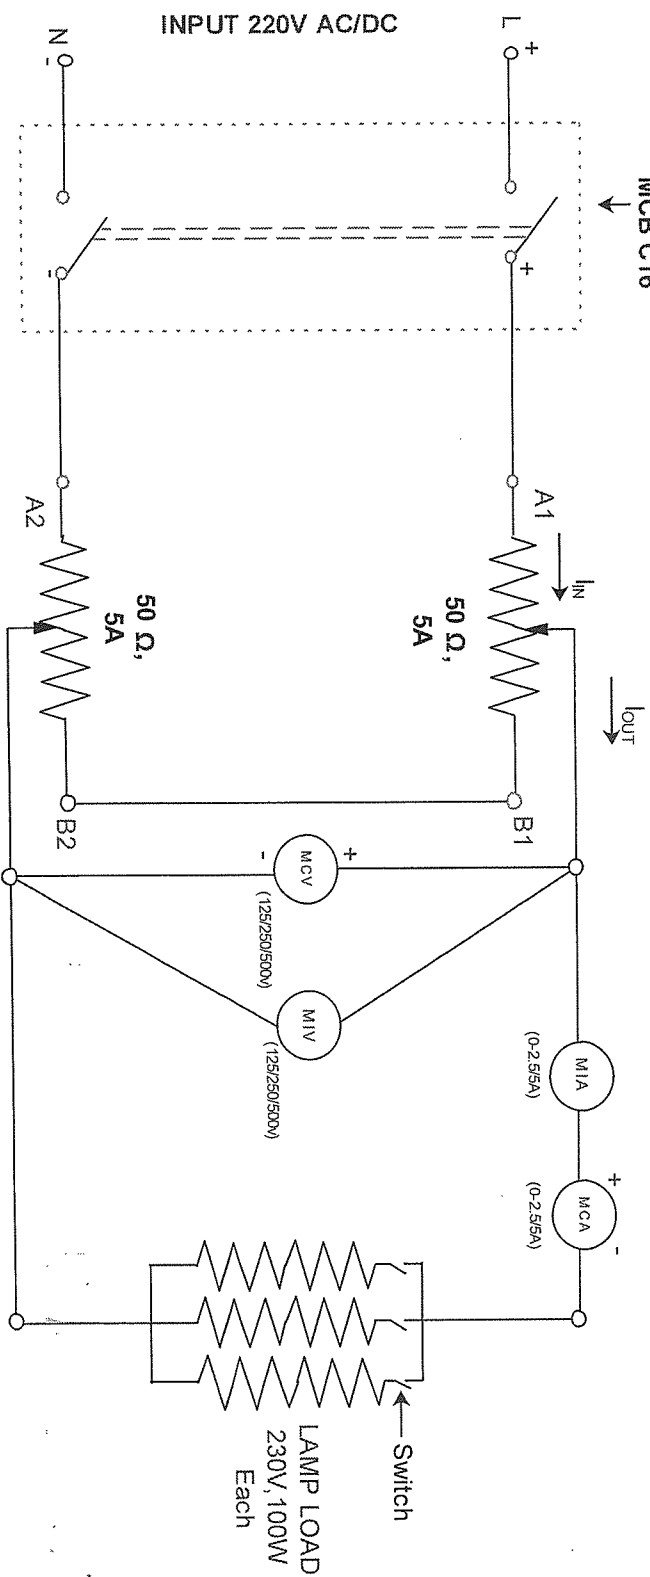 INPUT 220V AC/DC
L
+
N
-
MCB C16
+
-
A1
A2
I_IN
I_OUT
50 Ω,
5A
50 Ω,
5A
B1
B2
+
MCV
-
(125/250/500v)
MIV
(125/250/500v)
MIA
(0-2.5/5A)
+
MCA
-
(0-2.5/5A)
Switch
LAMP LOAD
230V,100W
Each